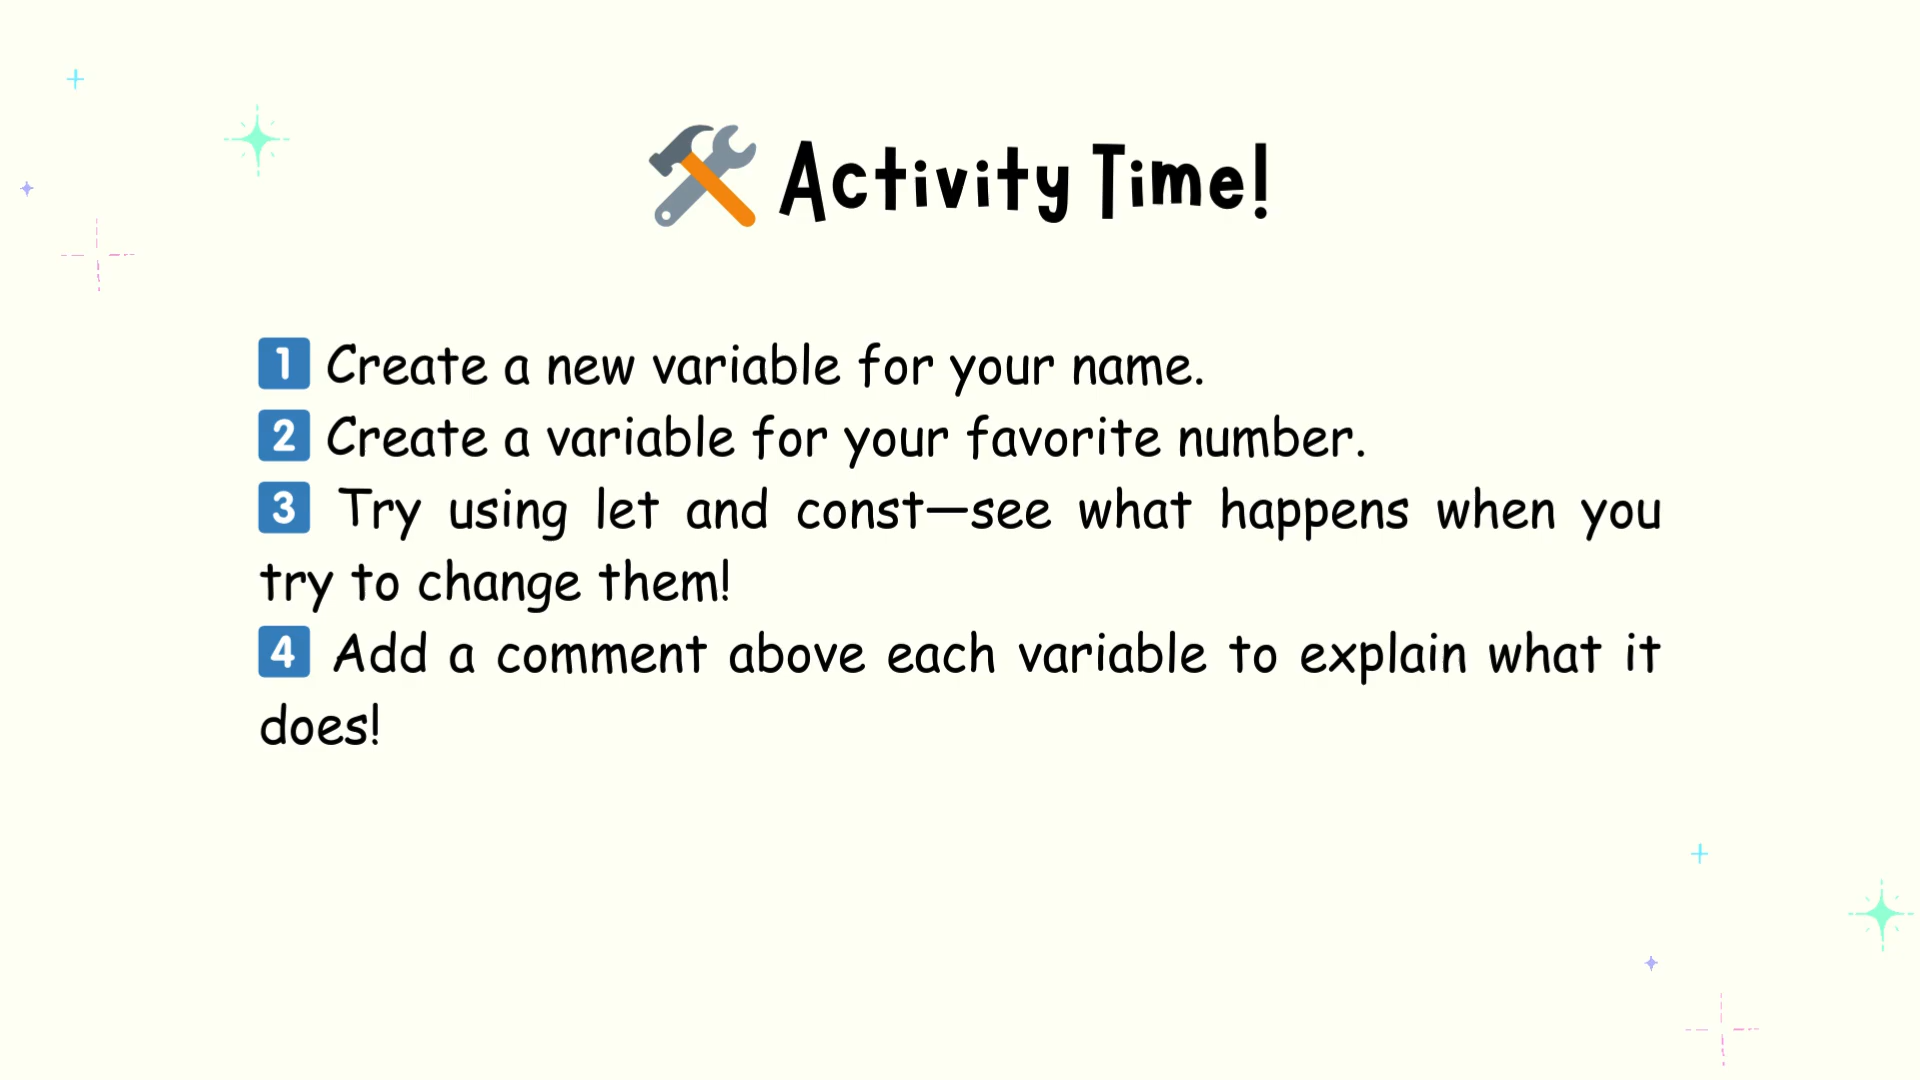 🛠️ Activity Time!
1️⃣ Create a new variable for your name.
2️⃣ Create a variable for your favorite number.
3️⃣ Try using let and const—see what happens when you
try to change them!
4️⃣ Add a comment above each variable to explain what it
does!